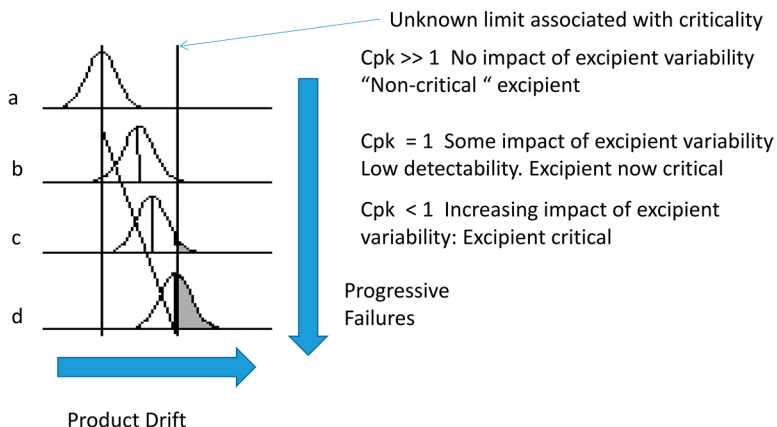 Unknown limit associated with criticality
Cpk >> 1  No impact of excipient variability
“Non-critical “ excipient
a
Cpk  = 1  Some impact of excipient variability
Low detectability. Excipient now critical
b
Cpk  < 1  Increasing impact of excipient
variability: Excipient critical
c
d
Progressive
Failures
Product Drift